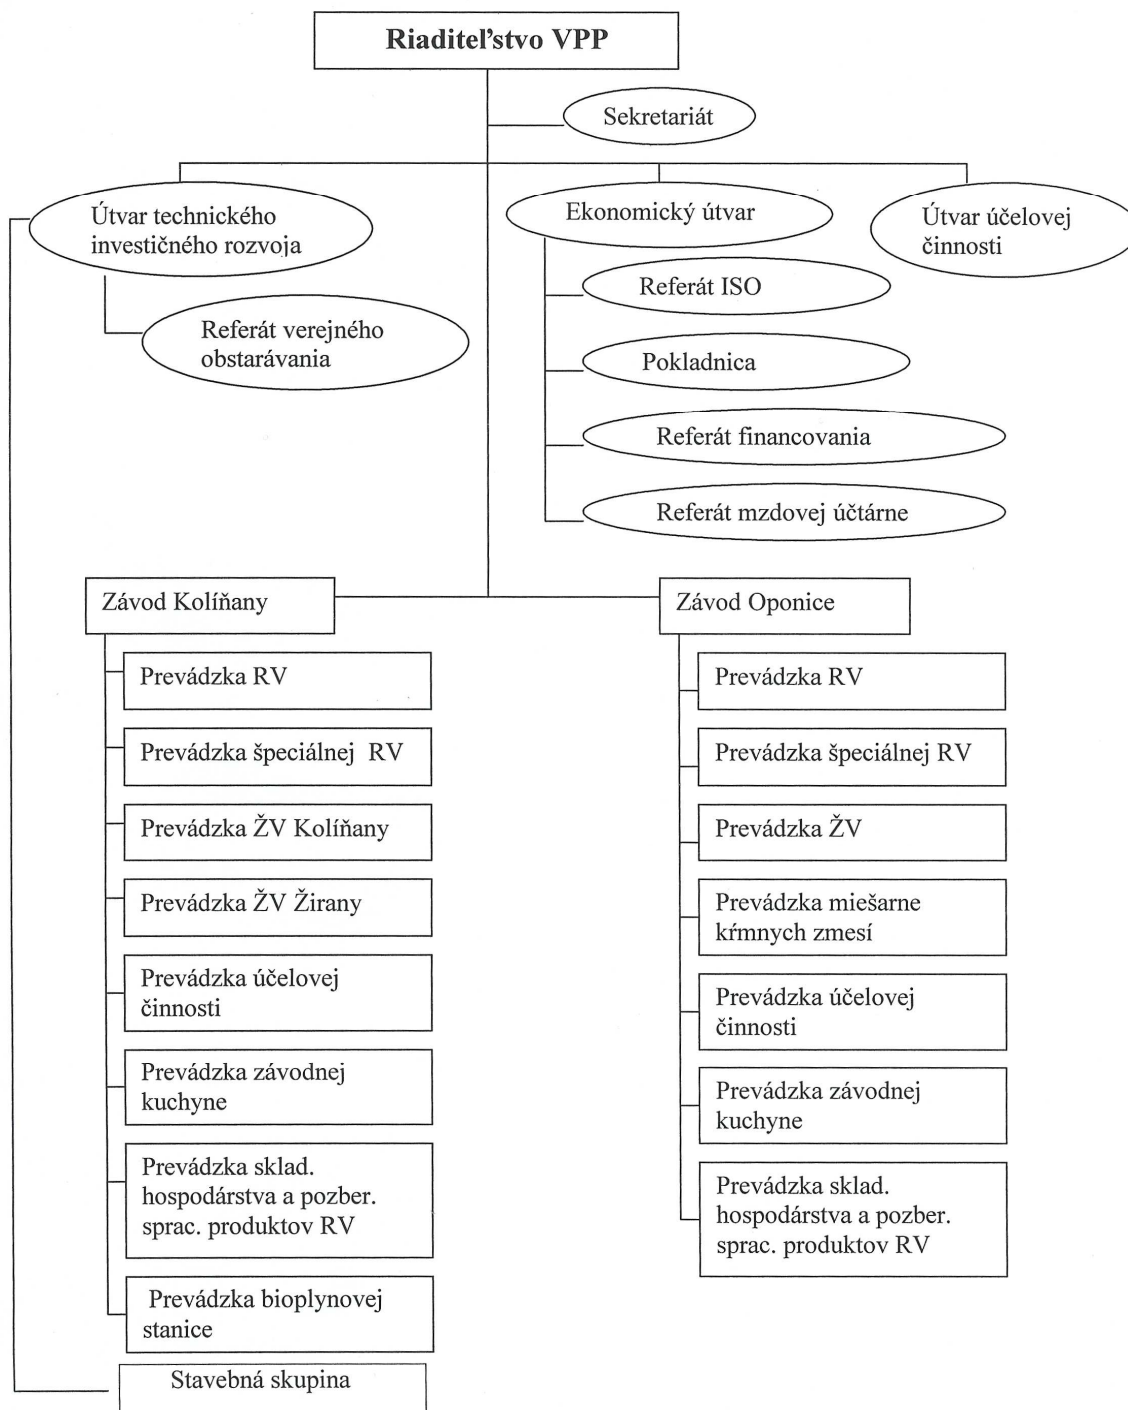 Riaditeľstvo VPP
Sekretariát
Útvar technického
investičného rozvoja
Ekonomický útvar
Útvar účelovej
činnosti
Referát verejného
obstarávania
Referát ISO
Pokladnica
Referát financovania
Referát mzdovej účtárne
Závod Kolíňany
Prevádzka RV
Prevádzka špeciálnej RV
Prevádzka ŽV Kolíňany
Prevádzka ŽV Žirany
Prevádzka účelovej
činnosti
Prevádzka závodnej
kuchyne
Prevádzka sklad.
hospodárstva a pozber.
sprac. produktov RV
Prevádzka bioplynovej
stanice
Stavebná skupina
Závod Oponice
Prevádzka RV
Prevádzka špeciálnej RV
Prevádzka ŽV
Prevádzka miešarne
kŕmnych zmesí
Prevádzka účelovej
činnosti
Prevádzka závodnej
kuchyne
Prevádzka sklad.
hospodárstva a pozber.
sprac. produktov RV